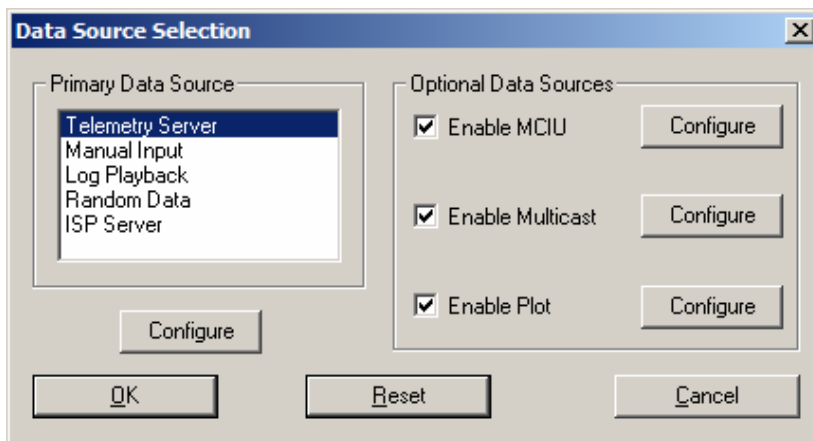 Data Source Selection
Primary Data Source
Telemetry Server
Manual Input
Log Playback
Random Data
ISP Server
Configure
Optional Data Sources
Enable MCIU
Configure
Enable Multicast
Configure
Enable Plot
Configure
OK
Reset
Cancel